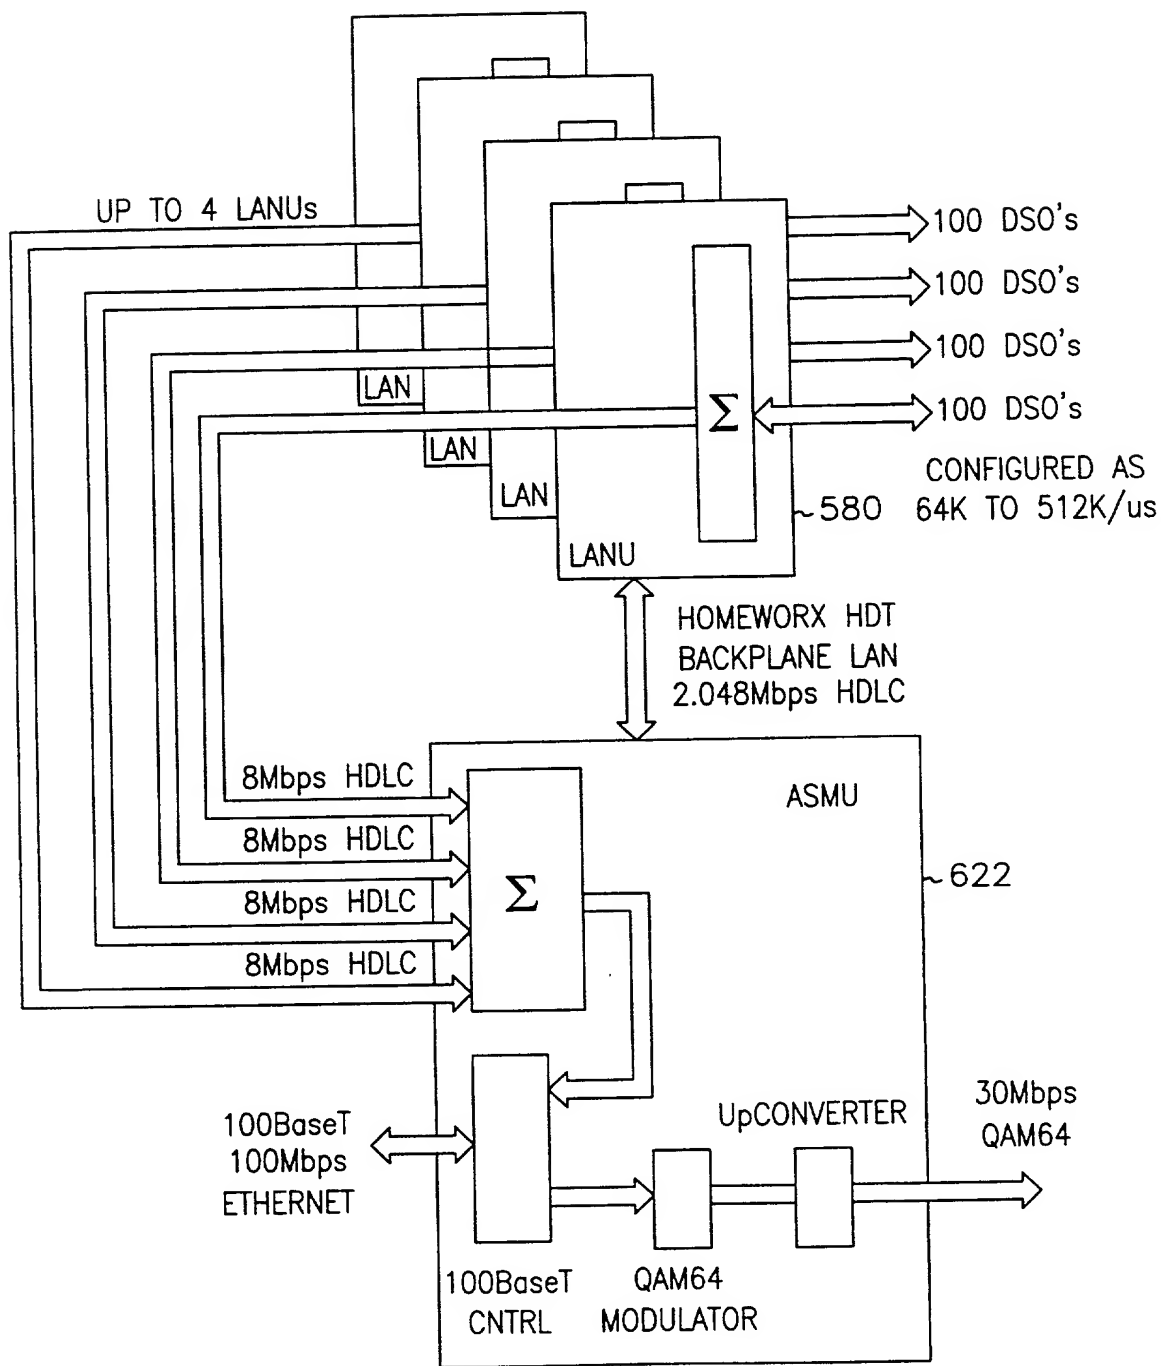 UP TO 4 LANUs
100 DSO's
100 DSO's
100 DSO's
100 DSO's
CONFIGURED AS
64K TO 512K/us
LAN
LAN
LAN
LANU
Σ
580
HOMEWORX HDT
BACKPLANE LAN
2.048Mbps HDLC
8Mbps HDLC
8Mbps HDLC
8Mbps HDLC
8Mbps HDLC
Σ
ASMU
622
100BaseT
100Mbps
ETHERNET
UpCONVERTER
30Mbps
QAM64
100BaseT
CNTRL
QAM64
MODULATOR